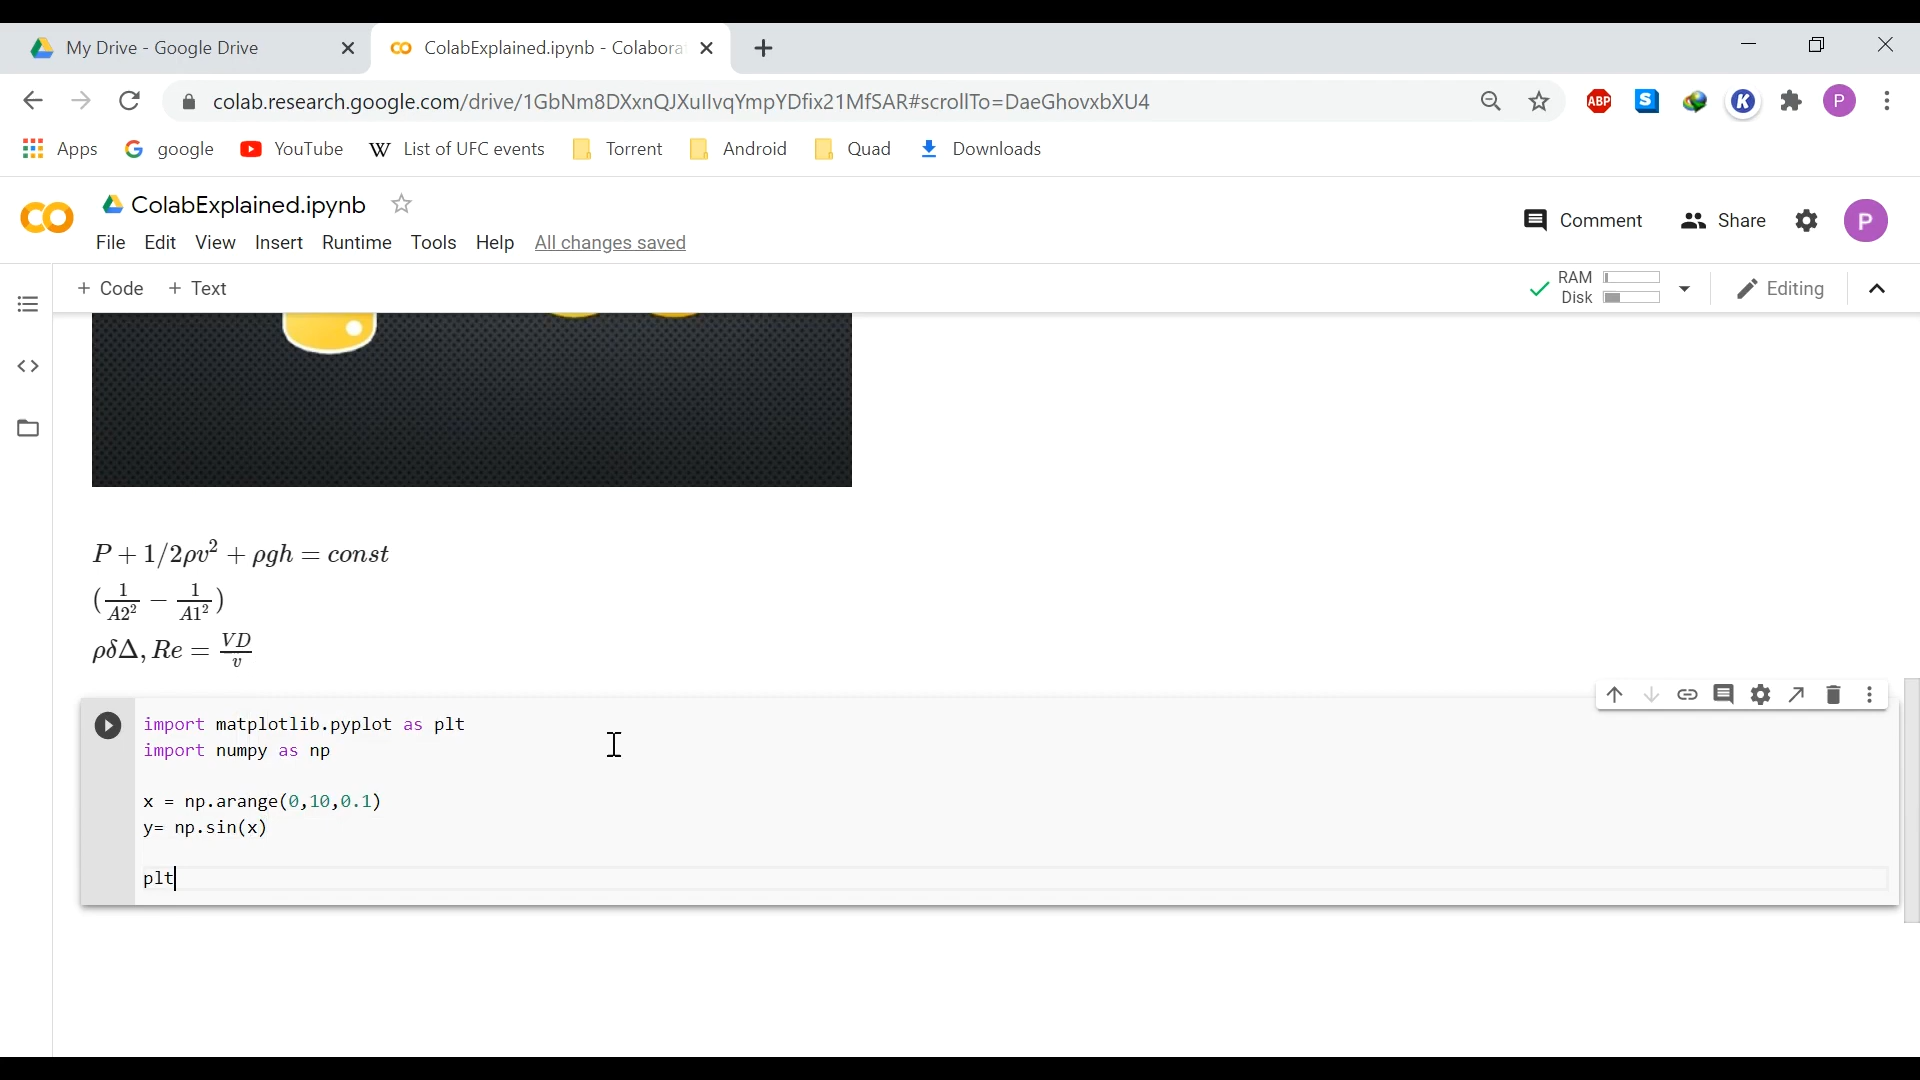 My Drive - Google Drive
ColabExplained.ipynb - Colabora
colab.research.google.com/drive/1GbNm8DXxnQJXuIlvqYmpYDfix21MfSAR#scrollTo=DaeGhovxbXU4
ABP
S
K
P
Apps
google
YouTube
W List of UFC events
Torrent
Android
Quad
Downloads
ColabExplained.ipynb
Comment
Share
P
File Edit View Insert Runtime Tools Help All changes saved
+ Code + Text
RAM
Disk
Editing
P + 1/2ρv² + ρgh = const
(1/A2² − 1/A1²)
ρδΔ, Re = VD/v
import matplotlib.pyplot as plt
import numpy as np
x = np.arange(0,10,0.1)
y= np.sin(x)
plt